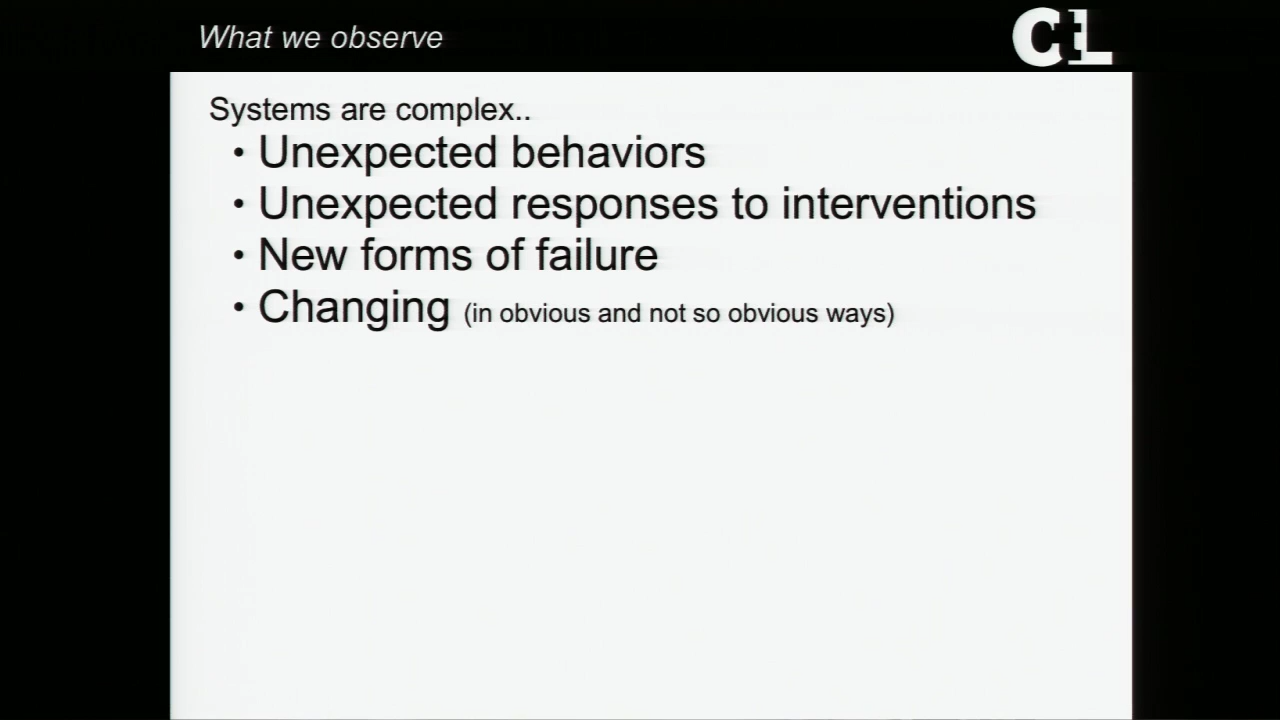 What we observe
CtL
Systems are complex..
• Unexpected behaviors
• Unexpected responses to interventions
• New forms of failure
• Changing (in obvious and not so obvious ways)